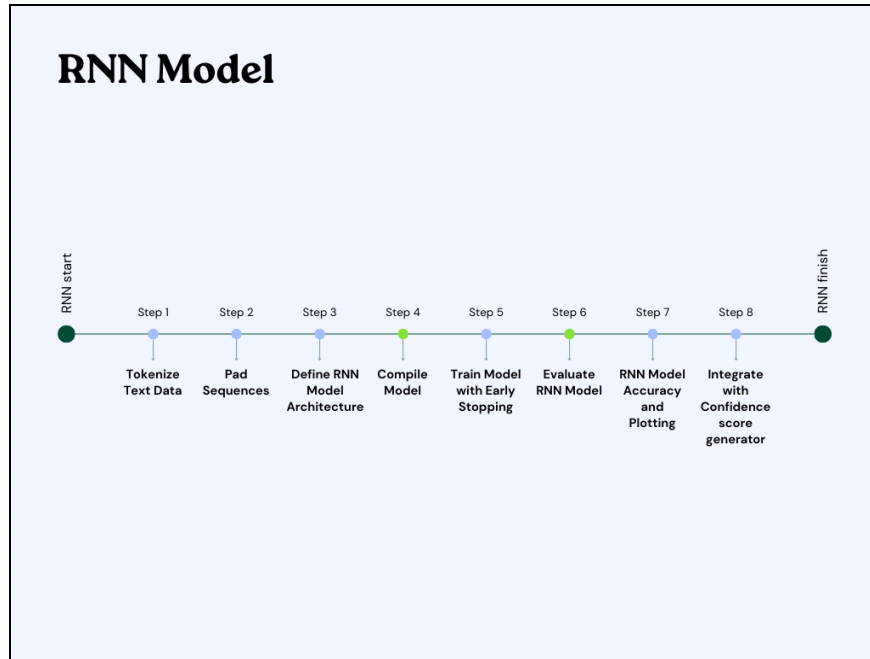 RNN Model
RNN start
RNN finish
Step 1
Step 2
Step 3
Step 4
Step 5
Step 6
Step 7
Step 8
Tokenize
Text Data
Pad
Sequences
Define RNN
Model
Architecture
Compile
Model
Train Model
with Early
Stopping
Evaluate
RNN Model
RNN Model
Accuracy
and
Plotting
Integrate
with
Confidence
score
generator